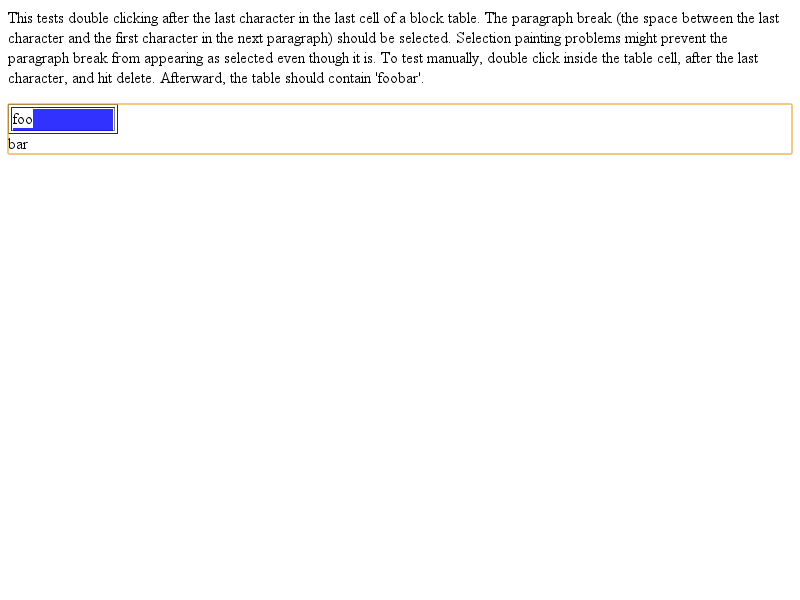 This tests double clicking after the last character in the last cell of a block table. The paragraph break (the space between the last
character and the first character in the next paragraph) should be selected. Selection painting problems might prevent the
paragraph break from appearing as selected even though it is. To test manually, double click inside the table cell, after the last
character, and hit delete. Afterward, the table should contain 'foobar'.
foo
bar